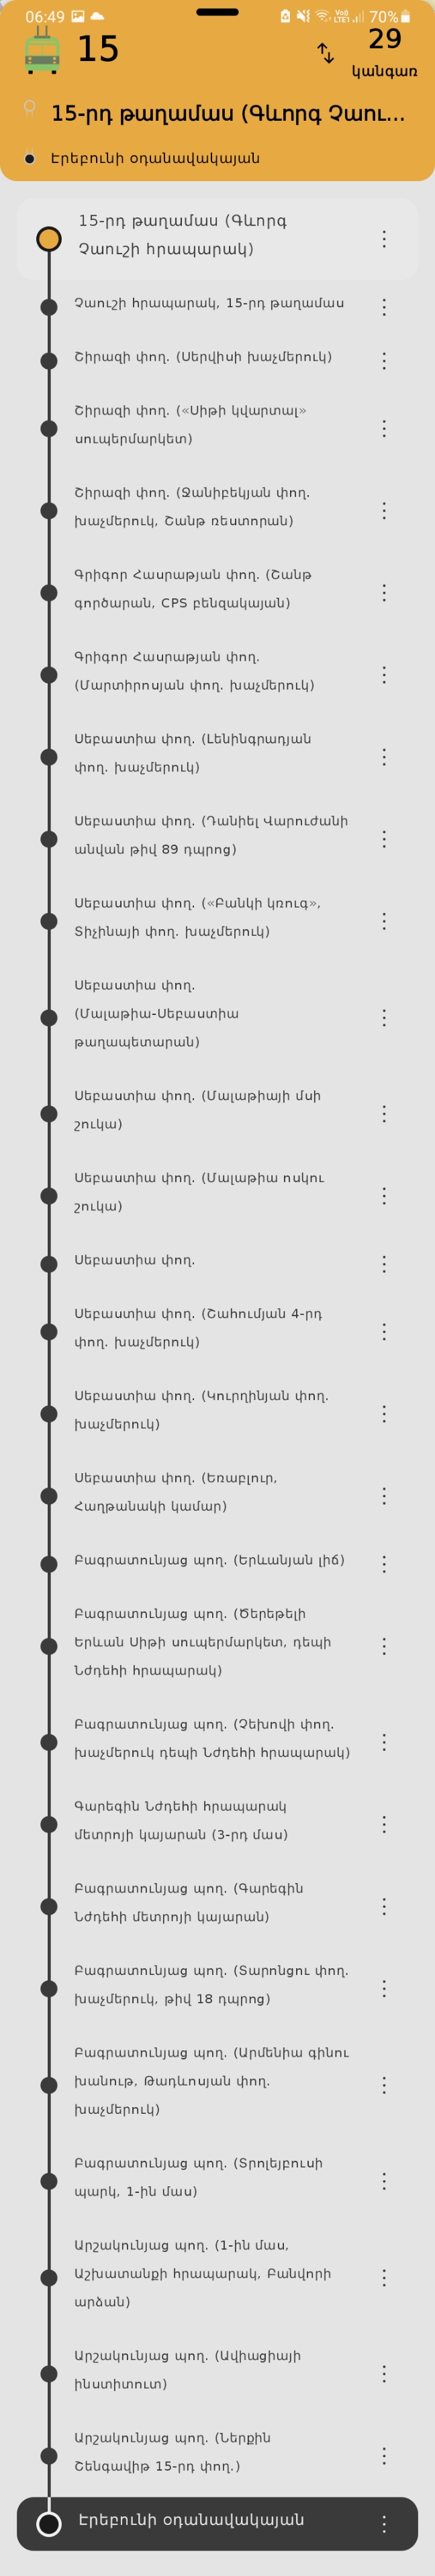 06:49
70%
15
29
կանգառ
15-րդ թաղամաս (Գևորգ Չաու...
Էրեբունի օդանավակայան
15-րդ թաղամաս (Գևորգ
Չաուշի հրապարակ)
Չաուշի հրապարակ, 15-րդ թաղամաս
Շիրազի փող. (Սերվիսի խաչմերուկ)
Շիրազի փող. («Սիթի կվարտալ»
սուպերմարկետ)
Շիրազի փող. (Ջանիբեկյան փող.
խաչմերուկ, Շանթ ռեստորան)
Գրիգոր Հասրաթյան փող. (Շանթ
գործարան, CPS բենզակայան)
Գրիգոր Հասրաթյան փող.
(Մարտիրոսյան փող. խաչմերուկ)
Սեբաստիա փող. (Լենինգրադյան
փող. խաչմերուկ)
Սեբաստիա փող. (Դանիել Վարուժանի
անվան թիվ 89 դպրոց)
Սեբաստիա փող. («Բանկի կռուգ»,
Տիչինայի փող. խաչմերուկ)
Սեբաստիա փող.
(Մալաթիա-Սեբաստիա
թաղապետարան)
Սեբաստիա փող. (Մալաթիայի մսի
շուկա)
Սեբաստիա փող. (Մալաթիա ոսկու
շուկա)
Սեբաստիա փող.
Սեբաստիա փող. (Շահումյան 4-րդ
փող. խաչմերուկ)
Սեբաստիա փող. (Կուրղինյան փող.
խաչմերուկ)
Սեբաստիա փող. (Եռաբլուր,
Հաղթանակի կամար)
Բագրատունյաց պող. (Երևանյան լիճ)
Բագրատունյաց պող. (Ծերեթելի
Երևան Սիթի սուպերմարկետ, դեպի
Նժդեհի հրապարակ)
Բագրատունյաց պող. (Չեխովի փող.
խաչմերուկ դեպի Նժդեհի հրապարակ)
Գարեգին Նժդեհի հրապարակ
մետրոյի կայարան (3-րդ մաս)
Բագրատունյաց պող. (Գարեգին
Նժդեհի մետրոյի կայարան)
Բագրատունյաց պող. (Տարոնցու փող.
խաչմերուկ, թիվ 18 դպրոց)
Բագրատունյաց պող. (Արմենիա գինու
խանութ, Թադևոսյան փող.
խաչմերուկ)
Բագրատունյաց պող. (Տրոլեյբուսի
պարկ, 1-ին մաս)
Արշակունյաց պող. (1-ին մաս,
Աշխատանքի հրապարակ, Բանվորի
արձան)
Արշակունյաց պող. (Ավիացիայի
ինստիտուտ)
Արշակունյաց պող. (Ներքին
Շենգավիթ 15-րդ փող.)
Էրեբունի օդանավակայան